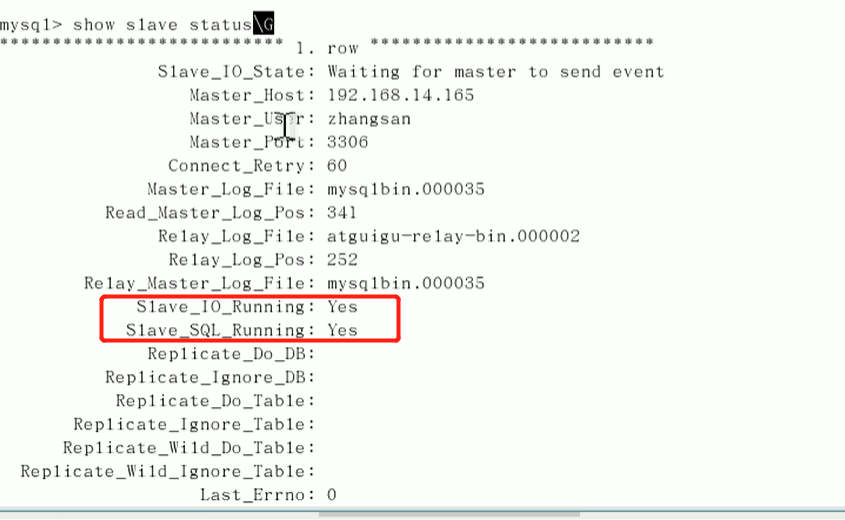 mysql> show slave status\G
*************************** 1. row ***************************
Slave_IO_State: Waiting for master to send event
Master_Host: 192.168.14.165
Master_User: zhangsan
Master_Port: 3306
Connect_Retry: 60
Master_Log_File: mysqlbin.000035
Read_Master_Log_Pos: 341
Relay_Log_File: atguigu-relay-bin.000002
Relay_Log_Pos: 252
Relay_Master_Log_File: mysqlbin.000035
Slave_IO_Running: Yes
Slave_SQL_Running: Yes
Replicate_Do_DB:
Replicate_Ignore_DB:
Replicate_Do_Table:
Replicate_Ignore_Table:
Replicate_Wild_Do_Table:
Replicate_Wild_Ignore_Table:
Last_Errno: 0